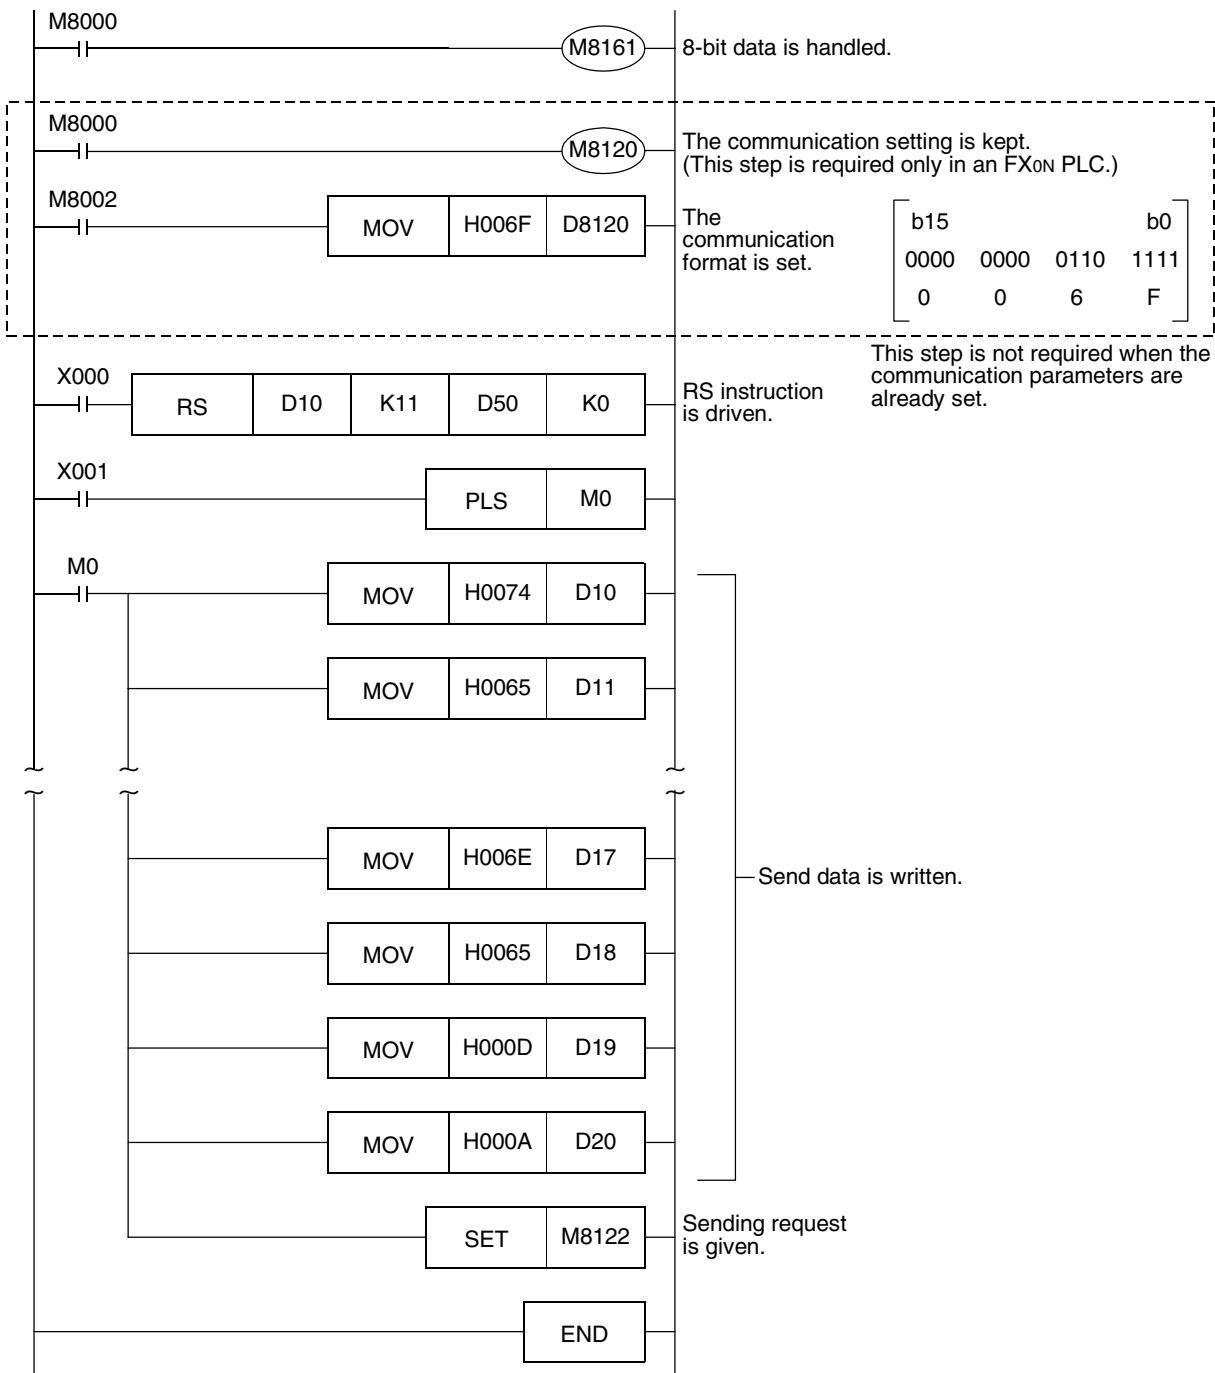 M8000
M8161
8-bit data is handled.
M8000
M8120
The communication setting is kept.
(This step is required only in an FX0N PLC.)
M8002
MOV H006F D8120
The
communication
format is set.
b15 b0
0000 0000 0110 1111
0 0 6 F
This step is not required when the
communication parameters are
already set.
X000
RS D10 K11 D50 K0
RS instruction
is driven.
X001
PLS M0
M0
MOV H0074 D10
MOV H0065 D11
MOV H006E D17
Send data is written.
MOV H0065 D18
MOV H000D D19
MOV H000A D20
SET M8122
Sending request
is given.
END